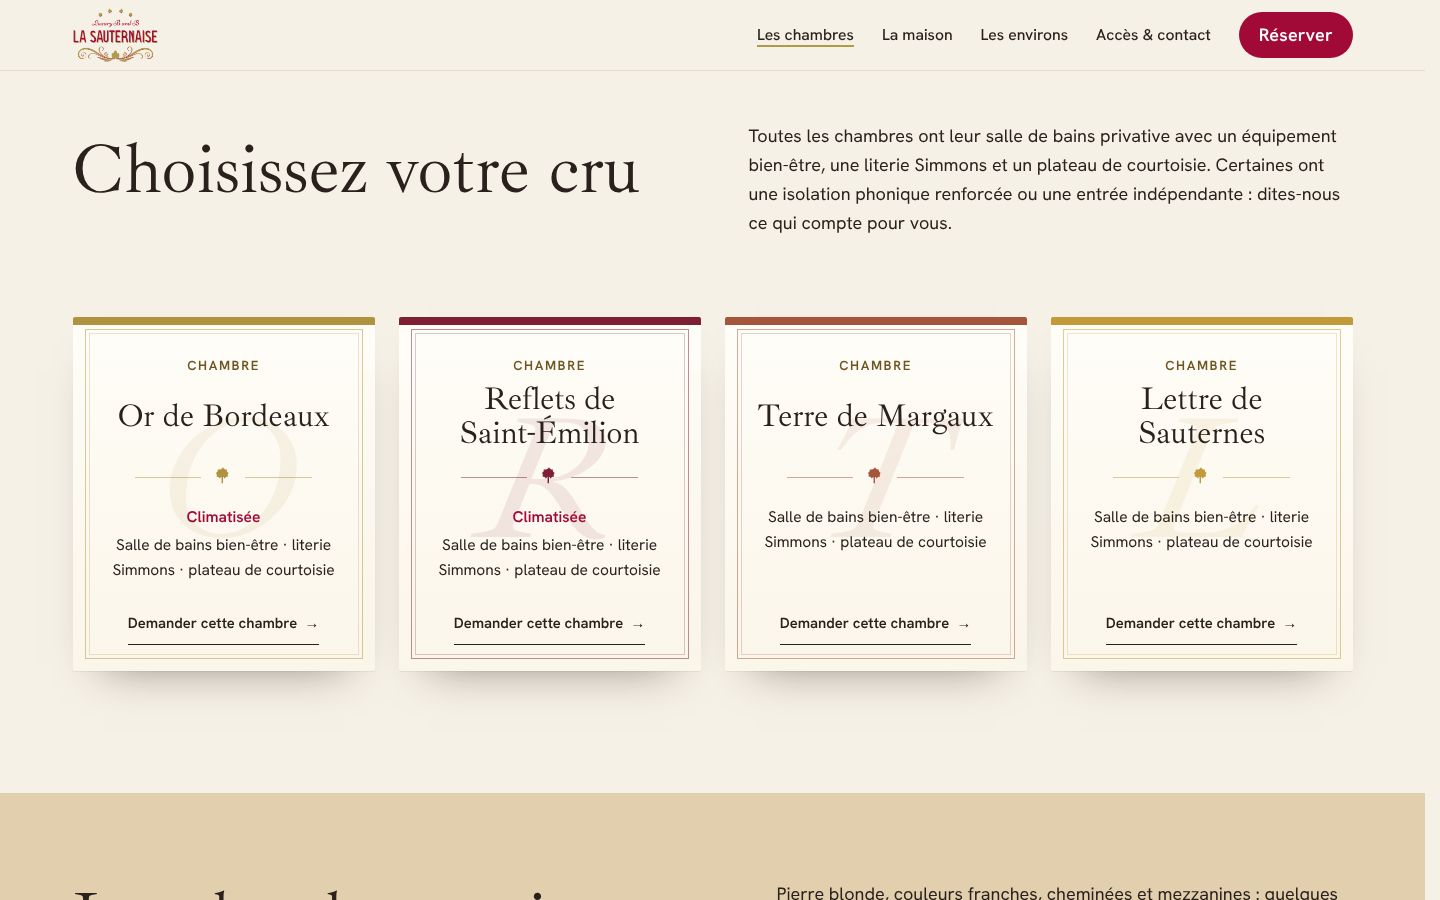 Luxury B and B
LA SAUTERNAISE
Les chambres
La maison
Les environs
Accès & contact
Réserver
Choisissez votre cru
Toutes les chambres ont leur salle de bains privative avec un équipement
bien-être, une literie Simmons et un plateau de courtoisie. Certaines ont
une isolation phonique renforcée ou une entrée indépendante : dites-nous
ce qui compte pour vous.
CHAMBRE
Or de Bordeaux
O
Climatisée
Salle de bains bien-être · literie
Simmons · plateau de courtoisie
Demander cette chambre →
CHAMBRE
Reflets de
Saint-Émilion
R
Climatisée
Salle de bains bien-être · literie
Simmons · plateau de courtoisie
Demander cette chambre →
CHAMBRE
Terre de Margaux
T
Salle de bains bien-être · literie
Simmons · plateau de courtoisie
Demander cette chambre →
CHAMBRE
Lettre de
Sauternes
L
Salle de bains bien-être · literie
Simmons · plateau de courtoisie
Demander cette chambre →
Pierre blonde, couleurs franches, cheminées et mezzanines : quelques